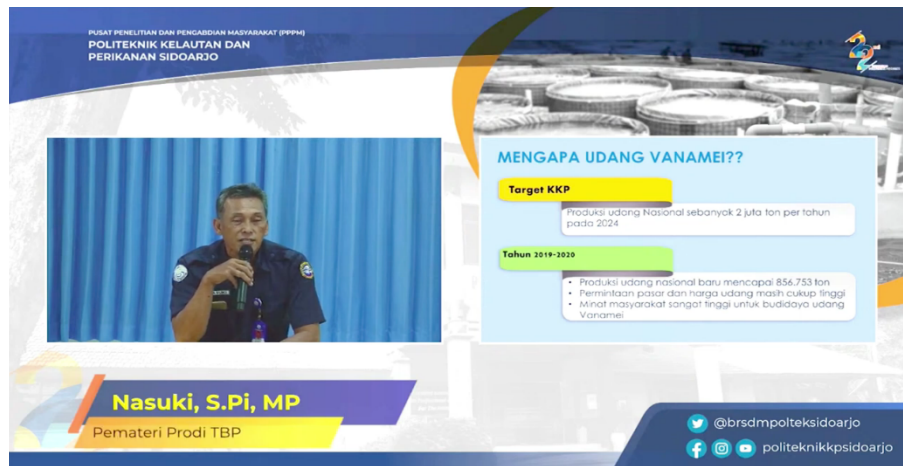 PUSAT PENELITIAN DAN PENGABDIAN MASYARAKAT (PPPM)
POLITEKNIK KELAUTAN DAN
PERIKANAN SIDOARJO
MENGAPA UDANG VANAMEI??
Target KKP
Produksi udang Nasional sebanyak 2 juta ton per tahun
pada 2024
Tahun 2019-2020
• Produksi udang nasional baru mencapai 856.753 ton
• Permintaan pasar dan harga udang masih cukup tinggi
• Minat masyarakat sangat tinggi untuk budidaya udang
Vanamei
Nasuki, S.Pi, MP
Pemateri Prodi TBP
@brsdmpolteksidoarjo
politeknikkpsidoarjo